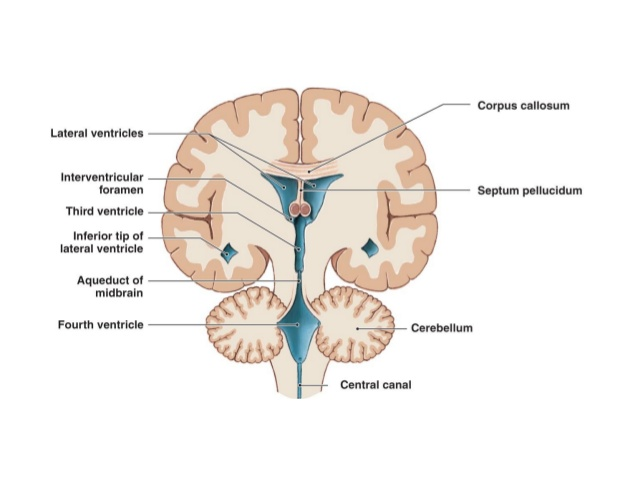 Corpus callosum
Lateral ventricles
Interventricular
foramen
Septum pellucidum
Third ventricle
Inferior tip of
lateral ventricle
Aqueduct of
midbrain
Fourth ventricle
Cerebellum
Central canal